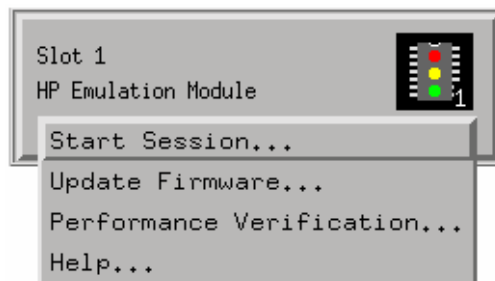 Slot 1
HP Emulation Module
1
Start Session...
Update Firmware...
Performance Verification...
Help...